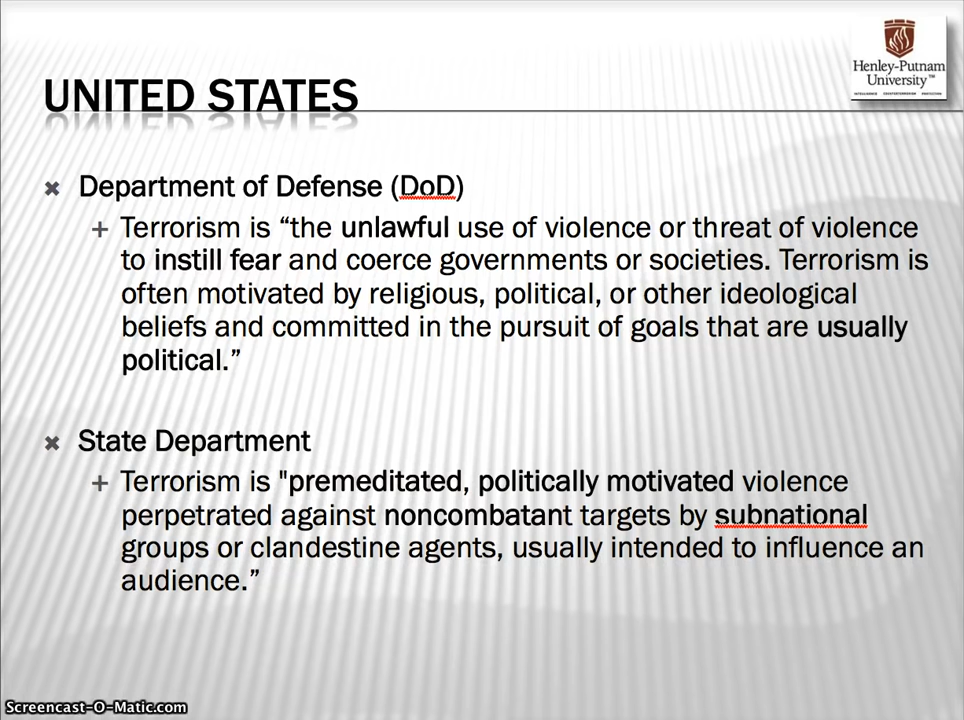 Henley-Putnam
University™
UNITED STATES
Department of Defense (DoD)
Terrorism is “the unlawful use of violence or threat of violence
to instill fear and coerce governments or societies. Terrorism is
often motivated by religious, political, or other ideological
beliefs and committed in the pursuit of goals that are usually
political.”
State Department
Terrorism is "premeditated, politically motivated violence
perpetrated against noncombatant targets by subnational
groups or clandestine agents, usually intended to influence an
audience.”
Screencast-O-Matic.com